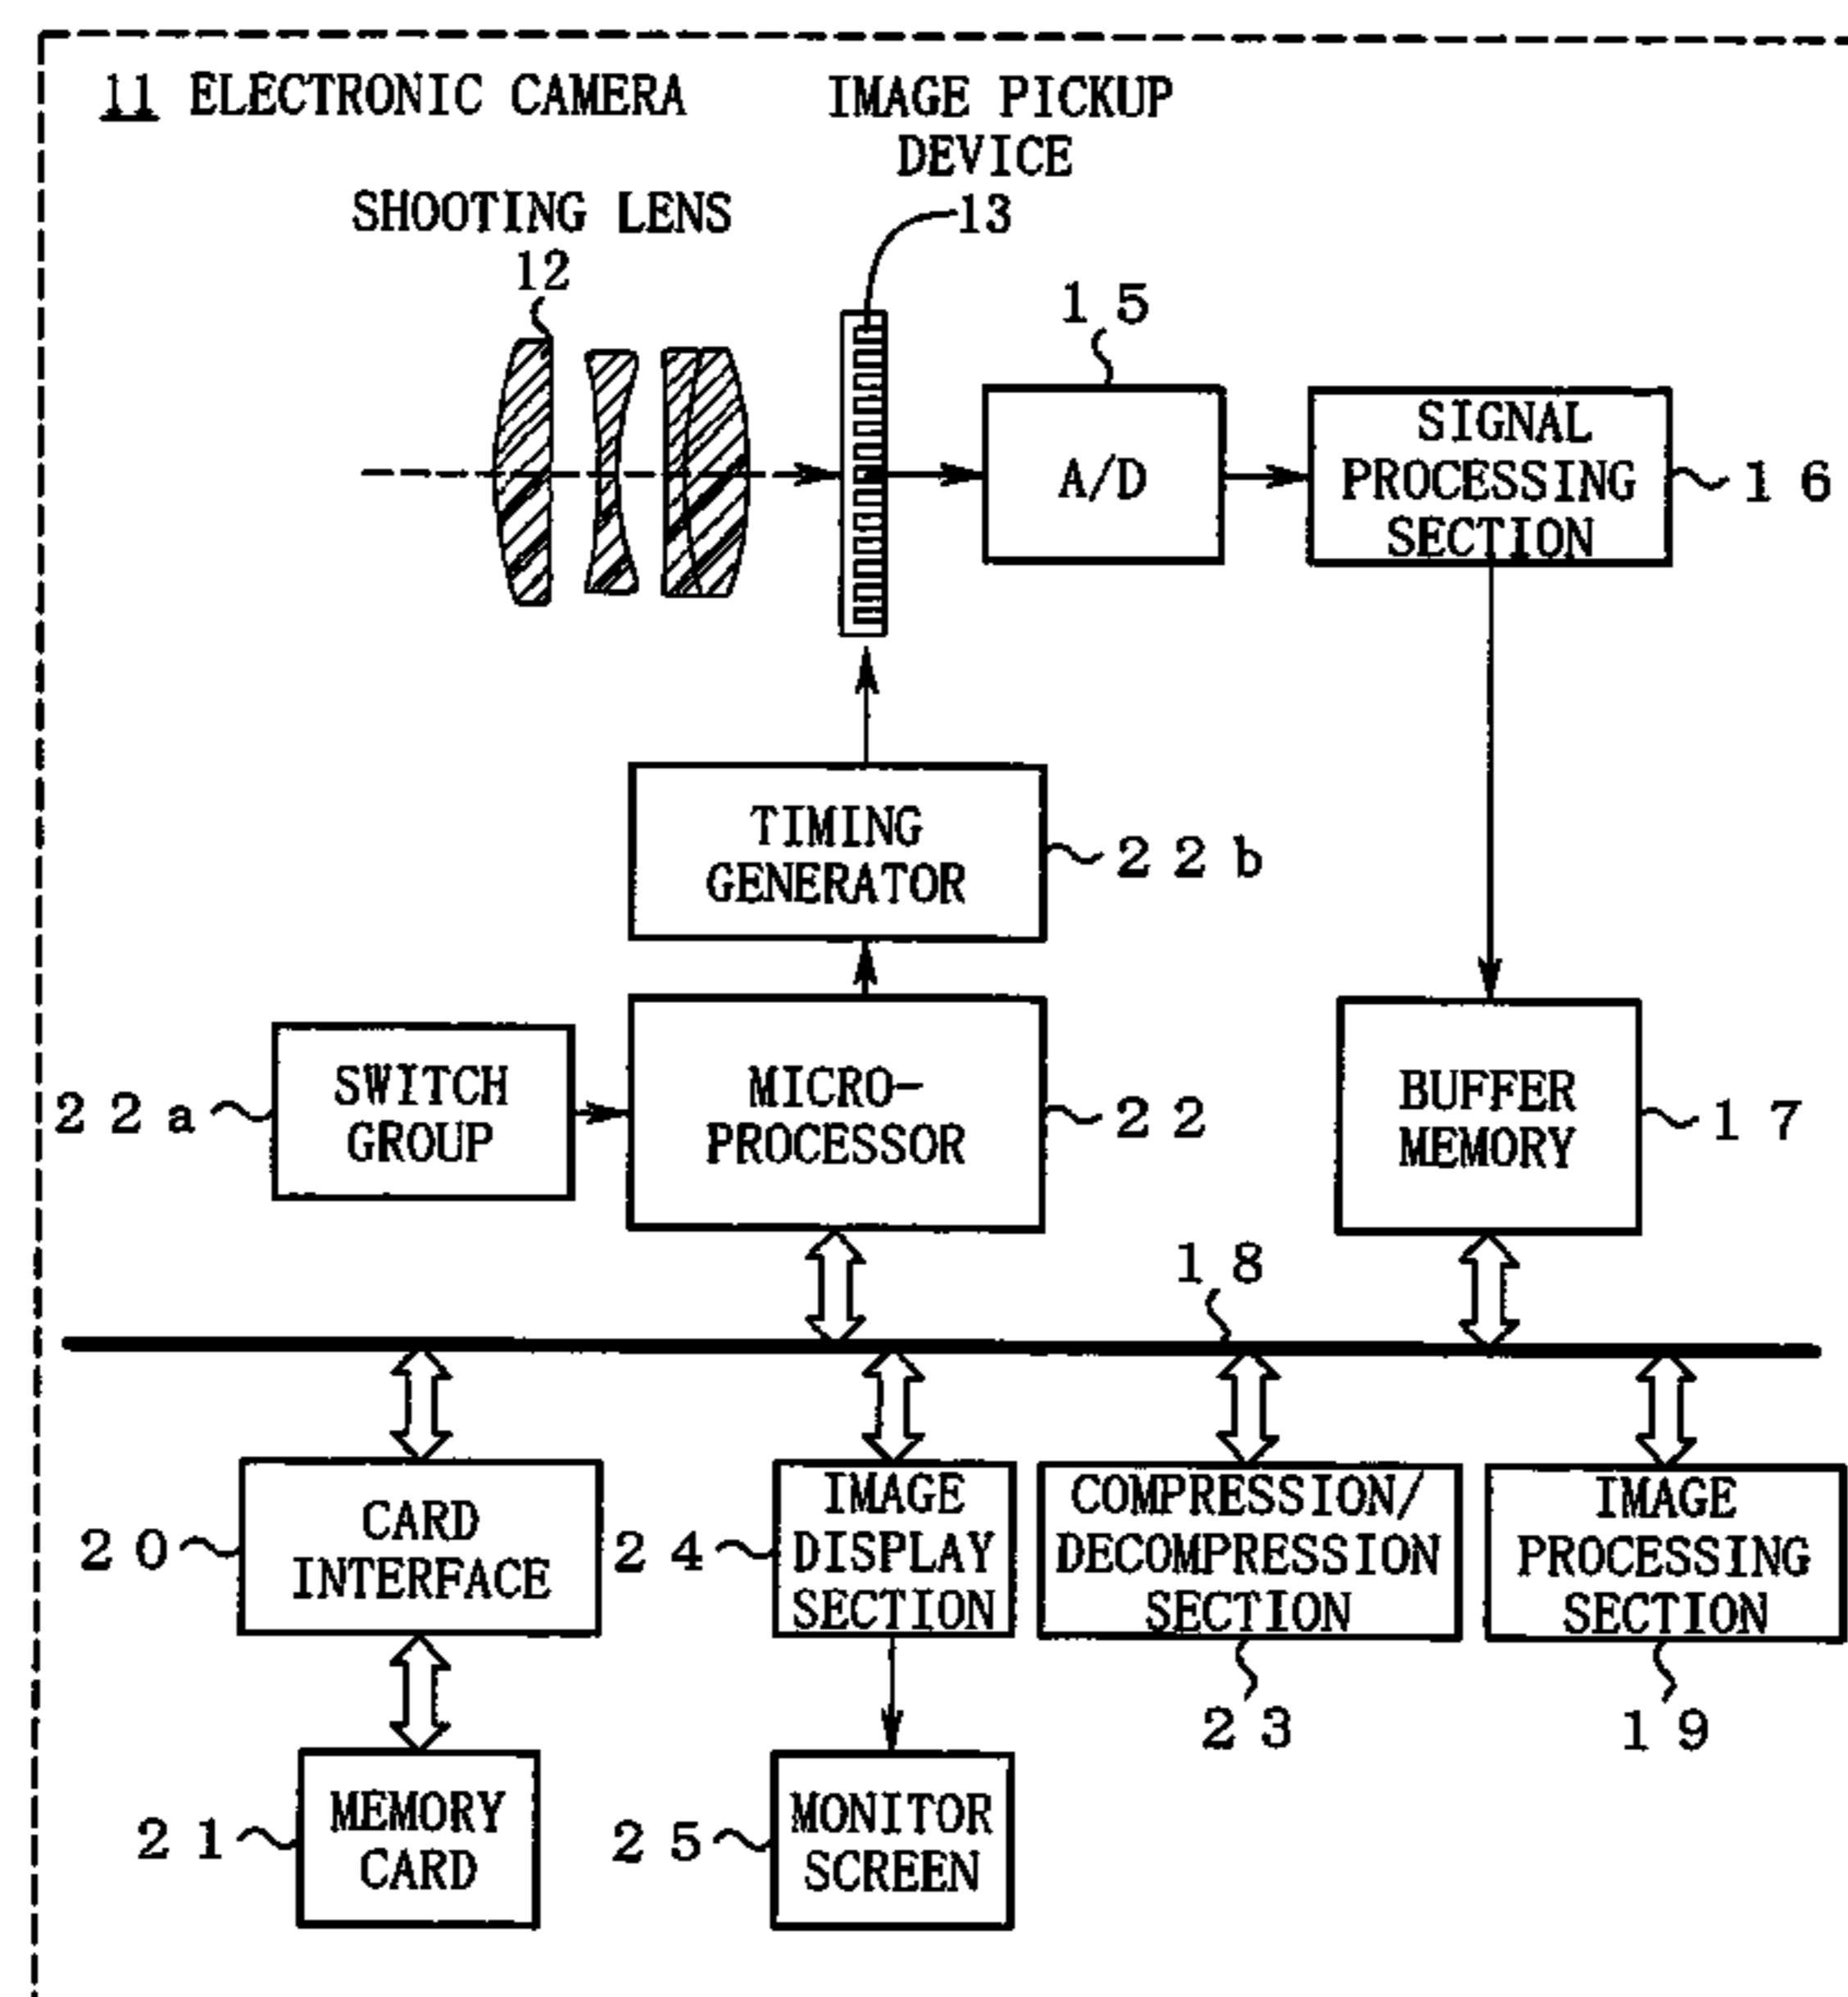 11 ELECTRONIC CAMERA
IMAGE PICKUP
DEVICE
13
SHOOTING LENS
12
15
A/D
SIGNAL
PROCESSING
SECTION
16
TIMING
GENERATOR
22b
SWITCH
GROUP
22a
MICRO-
PROCESSOR
22
BUFFER
MEMORY
17
18
CARD
INTERFACE
20
IMAGE
DISPLAY
SECTION
24
COMPRESSION/
DECOMPRESSION
SECTION
23
IMAGE
PROCESSING
SECTION
19
MEMORY
CARD
21
MONITOR
SCREEN
25